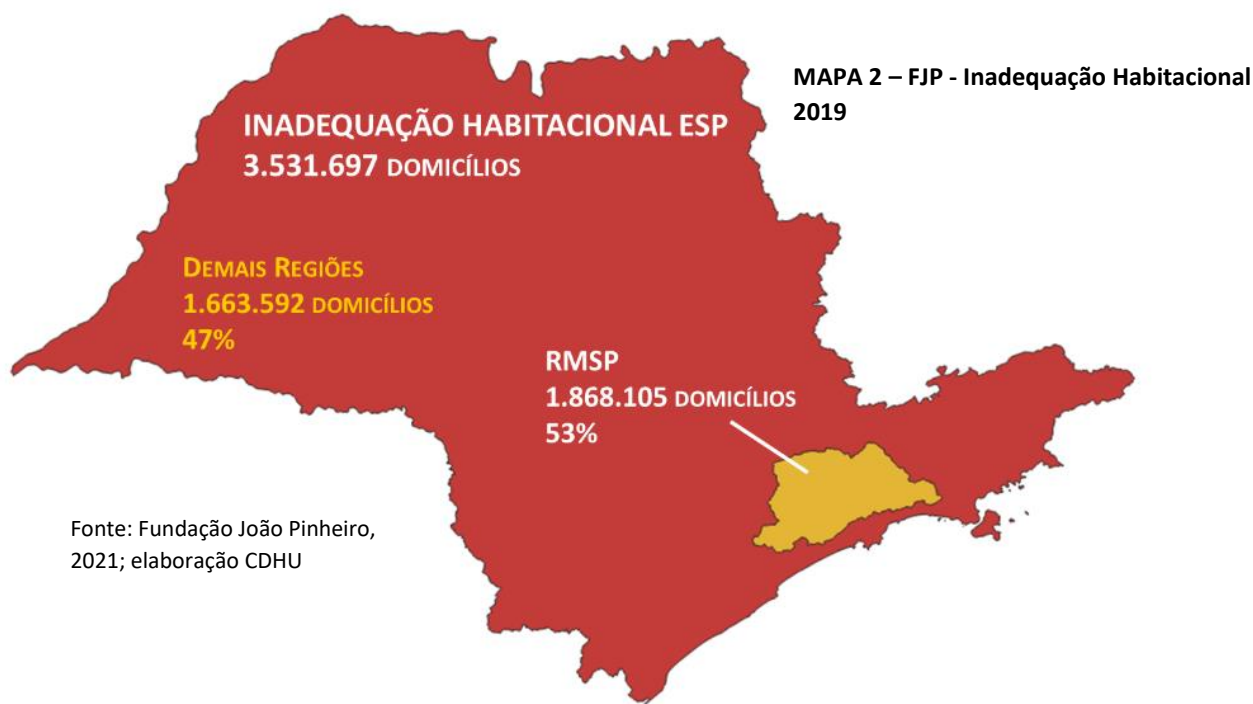 MAPA 2 – FJP - Inadequação Habitacional
2019
INADEQUAÇÃO HABITACIONAL ESP
3.531.697 DOMICÍLIOS
DEMAIS REGIÕES
1.663.592 DOMICÍLIOS
47%
RMSP
1.868.105 DOMICÍLIOS
53%
Fonte: Fundação João Pinheiro,
2021; elaboração CDHU